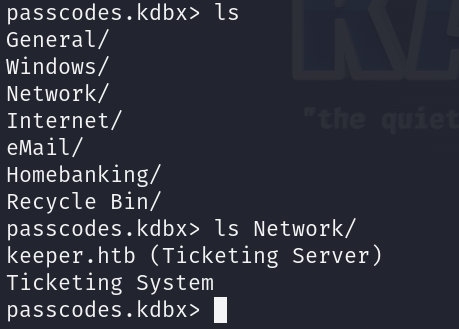 passcodes.kdbx> ls
General/
Windows/
Network/
Internet/
eMail/
Homebanking/
Recycle Bin/
passcodes.kdbx> ls Network/
keeper.htb (Ticketing Server)
Ticketing System
passcodes.kdbx>
"the quiet